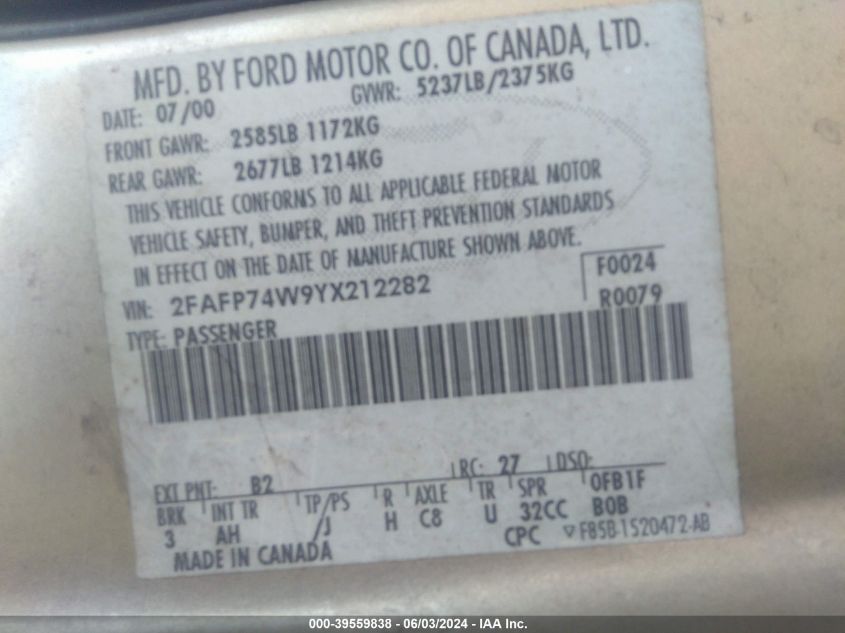 MFD. BY FORD MOTOR CO. OF CANADA, LTD.
DATE: 07/00 GVWR: 5237LB/2375KG
FRONT GAWR: 2585LB 1172KG
REAR GAWR: 2677LB 1214KG
THIS VEHICLE CONFORMS TO ALL APPLICABLE FEDERAL MOTOR
VEHICLE SAFETY, BUMPER, AND THEFT PREVENTION STANDARDS
IN EFFECT ON THE DATE OF MANUFACTURE SHOWN ABOVE.
VIN: 2FAFP74W9YX212282 F0024
TYPE: PASSENGER R0079
EXT PNT: B2 RC: 27 DSO:
BRK INT TR TP/PS R AXLE TR SPR OFB1F
3 AH J H C8 U 32CC BOB
MADE IN CANADA CPC ▽F85B-1520472-AB
000-39559838 - 06/03/2024 - IAA Inc.